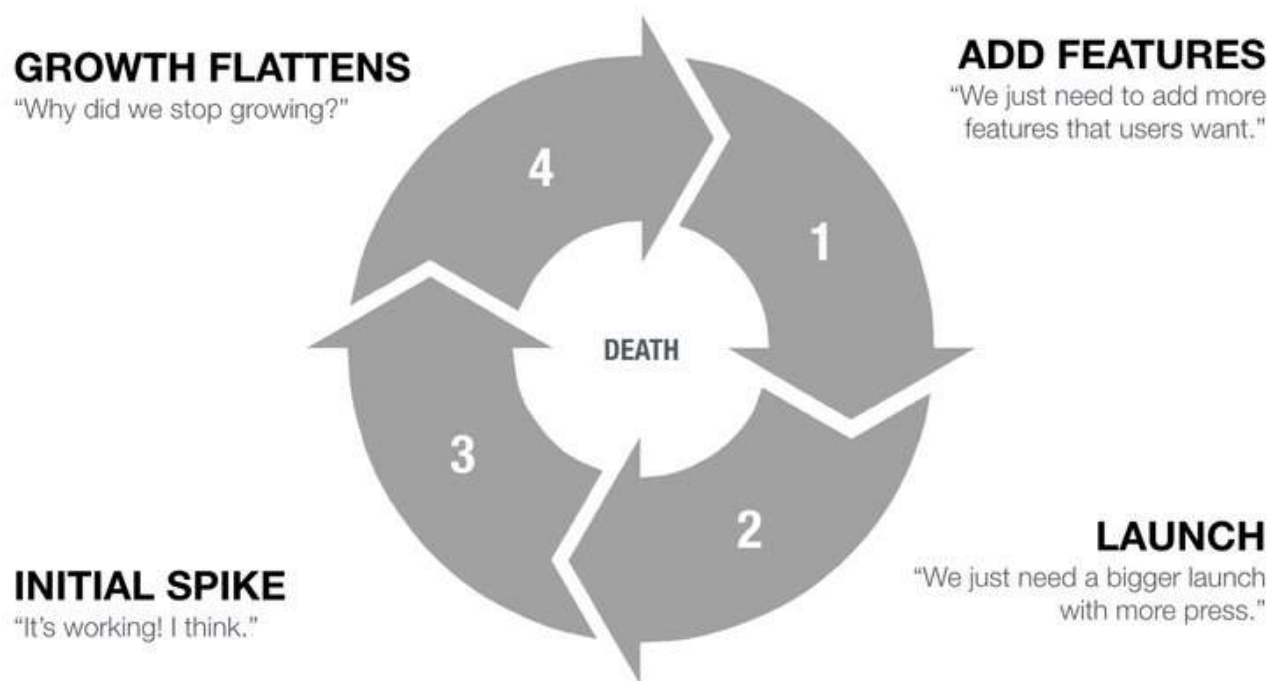 GROWTH FLATTENS
“Why did we stop growing?”
ADD FEATURES
“We just need to add more
features that users want.”
4
1
DEATH
3
2
INITIAL SPIKE
“It’s working! I think.”
LAUNCH
“We just need a bigger launch
with more press.”